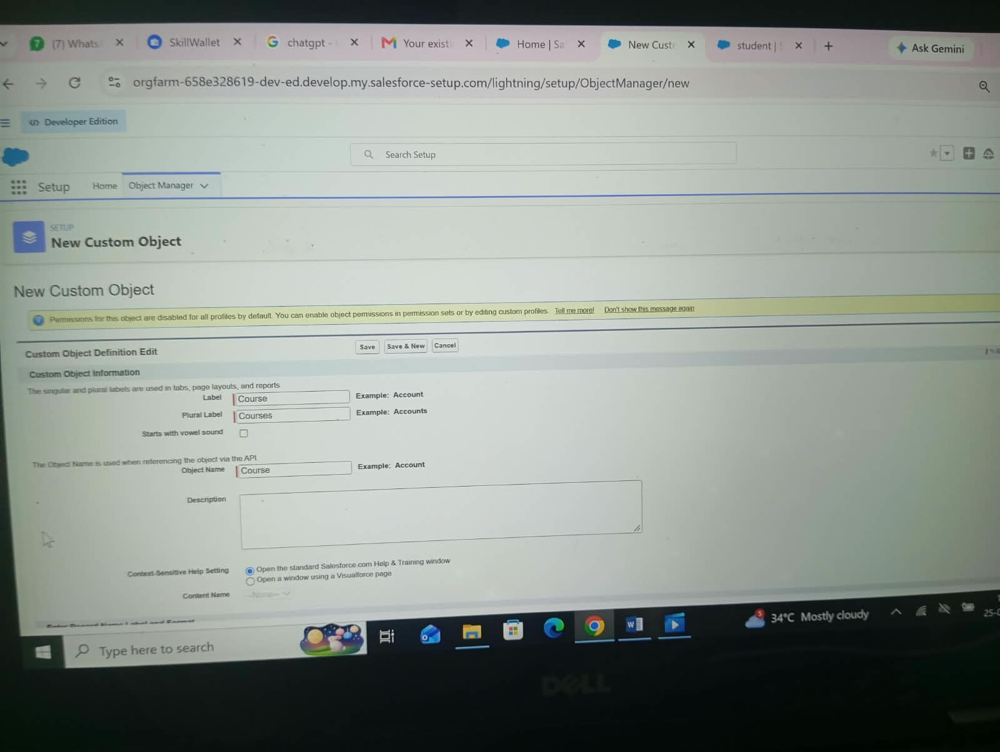 7 (7) Whats SkillWallet chatgpt - Your existi Home | Sa New Custo student | S Ask Gemini
orgfarm-658e328619-dev-ed.develop.my.salesforce-setup.com/lightning/setup/ObjectManager/new
Developer Edition
Search Setup
Setup Home Object Manager
SETUP
New Custom Object
New Custom Object
Permissions for this object are disabled for all profiles by default. You can enable object permissions in permission sets or by editing custom profiles. Tell me more! Don't show this message again
Custom Object Definition Edit Save Save & New Cancel
Custom Object Information
The singular and plural labels are used in tabs, page layouts, and reports
Label Course Example: Account
Plural Label Courses Example: Accounts
Starts with vowel sound
The Object Name is used when referencing the object via the API.
Object Name Course Example: Account
Description
Context-Sensitive Help Setting Open the standard Salesforce.com Help & Training window
Open a window using a Visualforce page
Content Name --None--
Enter Record Name Label and Format
Type here to search 34°C Mostly cloudy
DELL